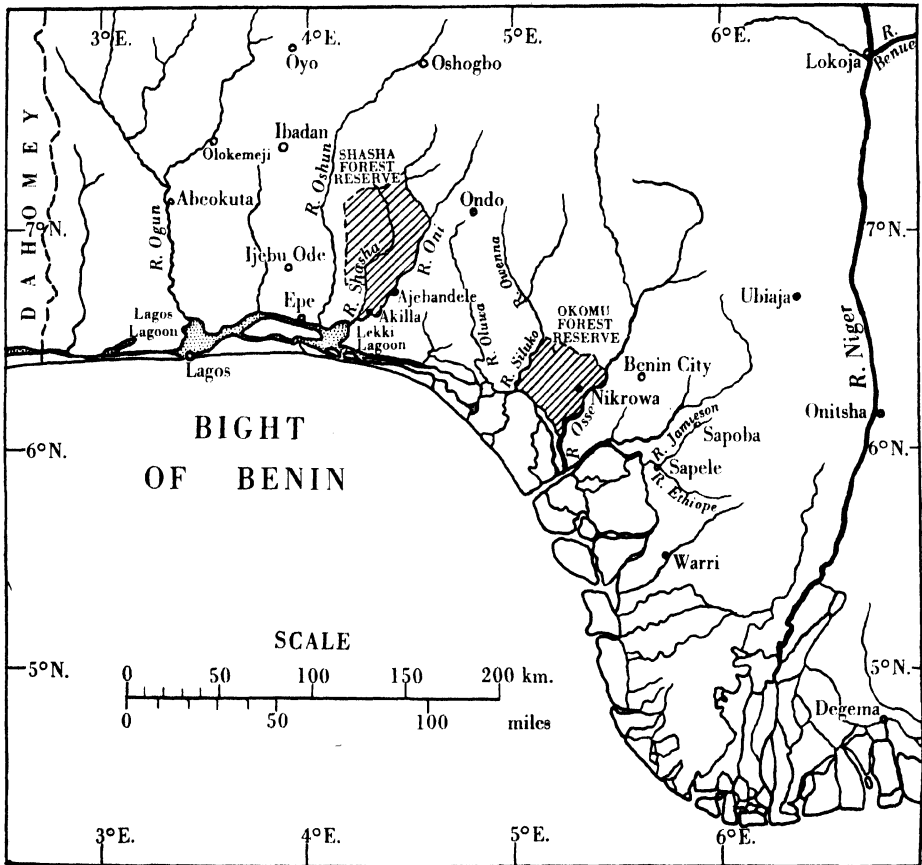 3°E.
4°E.
5°E.
6°E.
R.
Benue
Lokoja
Oyo
Oshogbo
DAHOMEY
Olokemeji
Ibadan
R. Oshun
SHASHA
FOREST
RESERVE
Abeokuta
Ondo
7°N.
7°N.
R. Ogun
Ijebu Ode
R. Shasha
R. Oni
R. Owenna
Epe
Ajebandele
Akilla
Ubiaja
Lagos
Lagoon
Lekki
Lagoon
R. Oluwa
R. Siluko
OKOMU
FOREST
RESERVE
R. Niger
Lagos
Benin City
Nikrowa
R. Osse
Onitsha
BIGHT
OF BENIN
R. Jamieson
Sapoba
6°N.
6°N.
Sapele
R. Ethiope
Warri
SCALE
5°N.
5°N.
0 50 100 150 200 km.
0 50 100 miles
Degema
3°E.
4°E.
5°E.
6°E.